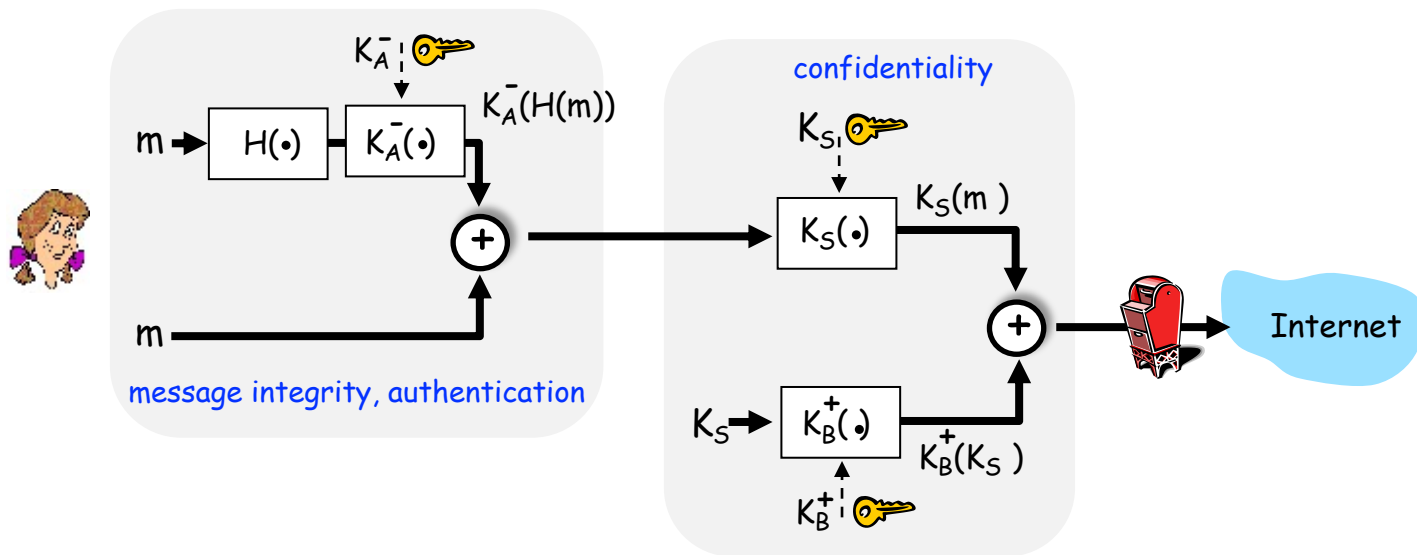 K_A^-
K_A^-(H(m))
m
H(•)
K_A^-(•)
+
m
message integrity, authentication
confidentiality
K_S
K_S(m )
K_S(•)
+
Internet
K_S
K_B^+(•)
K_B^+(K_S )
K_B^+